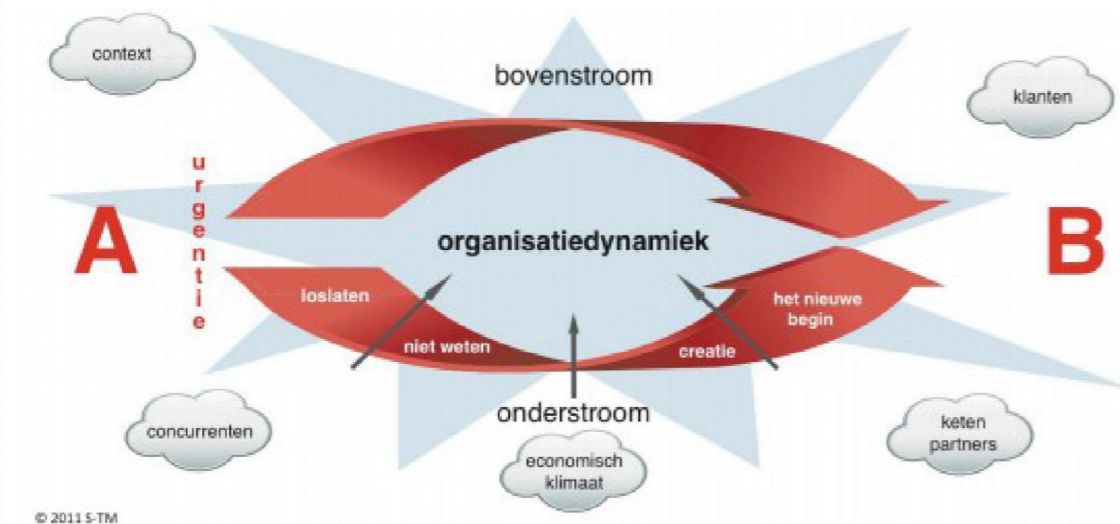 context
bovenstroom
klanten
urgentie
A
organisatiedynamiek
B
loslaten
niet weten
creatie
het nieuwe
begin
onderstroom
concurrenten
economisch
klimaat
keten
partners
© 2011 S-TM